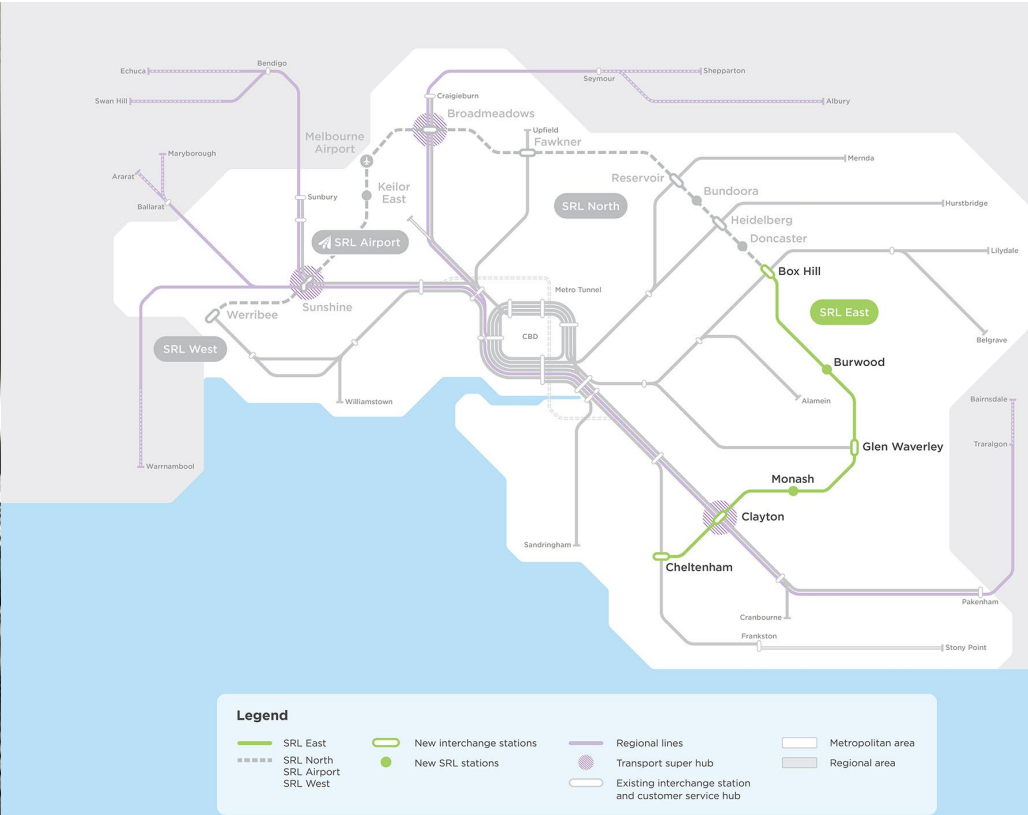 Echuca
Bendigo
Swan Hill
Seymour
Shepparton
Albury
Craigieburn
Broadmeadows
Melbourne
Airport
Upfield
Fawkner
Maryborough
Ararat
Ballarat
Keilor
East
Sunbury
Reservoir
Mernda
Bundoora
SRL North
Heidelberg
Hurstbridge
SRL Airport
Doncaster
Lilydale
Box Hill
Metro Tunnel
Sunshine
Werribee
SRL East
CBD
SRL West
Belgrave
Burwood
Williamstown
Alamein
Bairnsdale
Glen Waverley
Traralgon
Warrnambool
Monash
Clayton
Sandringham
Cheltenham
Pakenham
Cranbourne
Frankston
Stony Point
Legend
SRL East
SRL North
SRL Airport
SRL West
New interchange stations
New SRL stations
Regional lines
Transport super hub
Existing interchange station
and customer service hub
Metropolitan area
Regional area